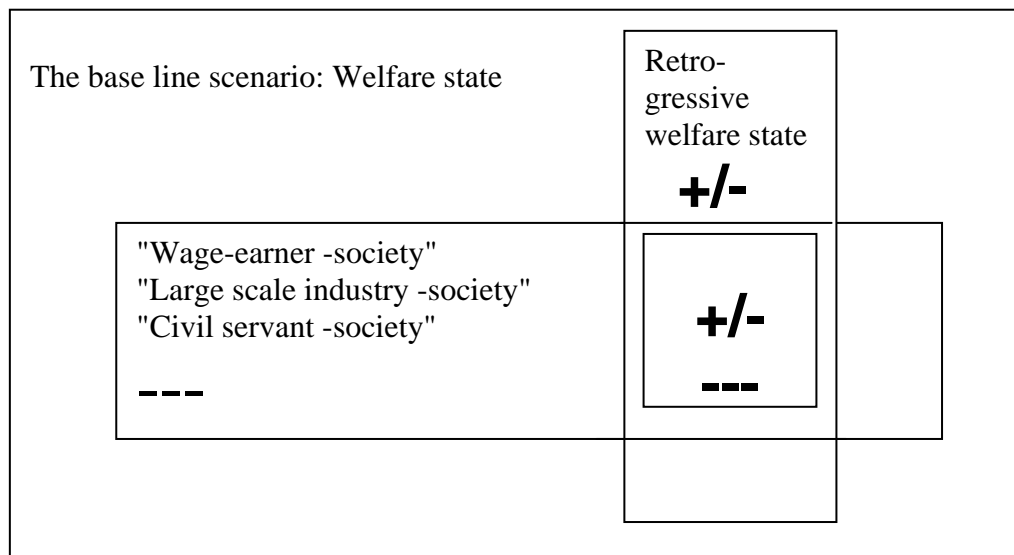 The base line scenario: Welfare state
Retro-
gressive
welfare state
+/-
"Wage-earner -society"
"Large scale industry -society"
"Civil servant -society"
---
+/-
---